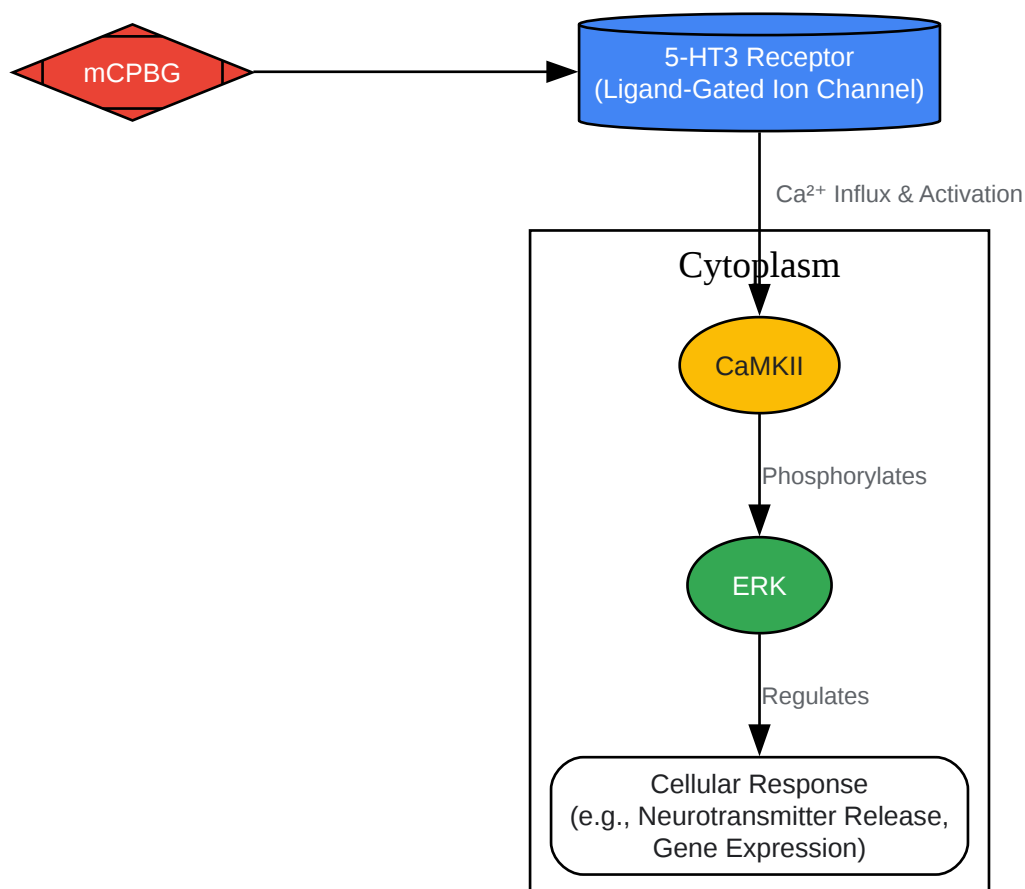 mCPBG
5-HT3 Receptor
(Ligand-Gated Ion Channel)
Ca²⁺ Influx & Activation
Cytoplasm
CaMKII
Phosphorylates
ERK
Regulates
Cellular Response
(e.g., Neurotransmitter Release,
Gene Expression)